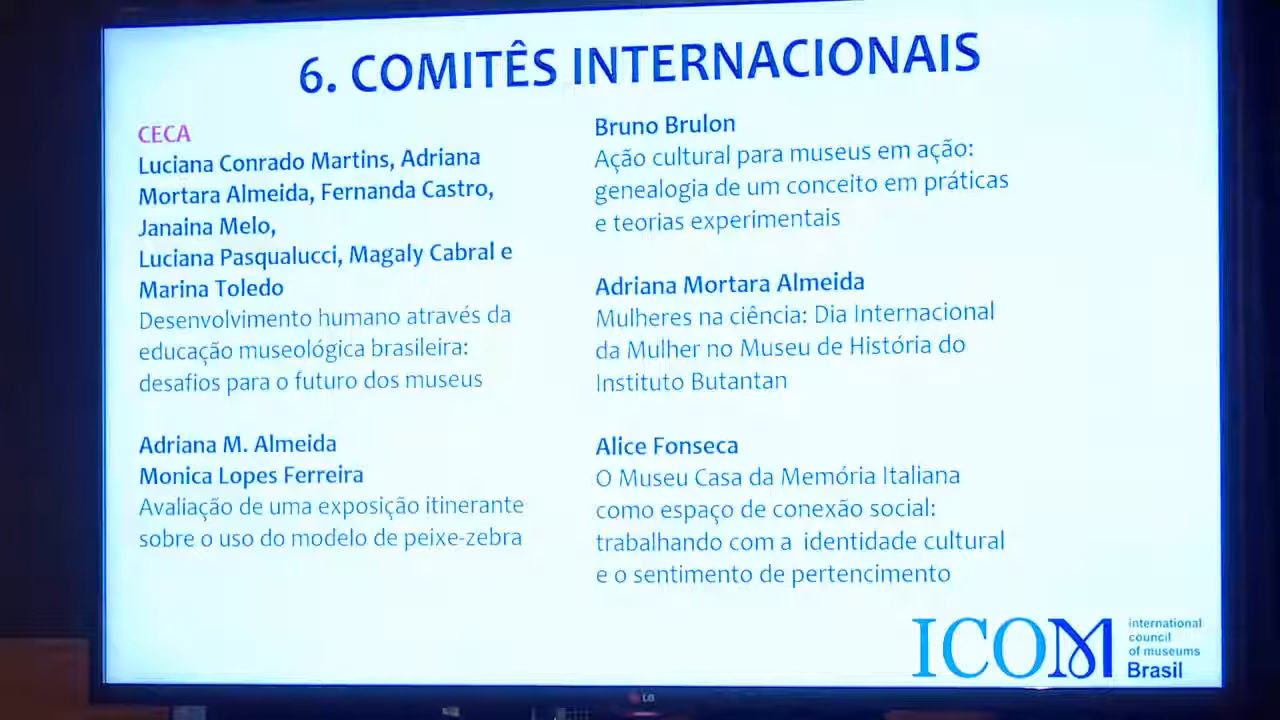 6. COMITÊS INTERNACIONAIS
CECA
Luciana Conrado Martins, Adriana
Mortara Almeida, Fernanda Castro,
Janaina Melo,
Luciana Pasqualucci, Magaly Cabral e
Marina Toledo
Desenvolvimento humano através da
educação museológica brasileira:
desafios para o futuro dos museus
Adriana M. Almeida
Monica Lopes Ferreira
Avaliação de uma exposição itinerante
sobre o uso do modelo de peixe-zebra
Bruno Brulon
Ação cultural para museus em ação:
genealogia de um conceito em práticas
e teorias experimentais
Adriana Mortara Almeida
Mulheres na ciência: Dia Internacional
da Mulher no Museu de História do
Instituto Butantan
Alice Fonseca
O Museu Casa da Memória Italiana
como espaço de conexão social:
trabalhando com a identidade cultural
e o sentimento de pertencimento
ICOM
international
council
of museums
Brasil
LG